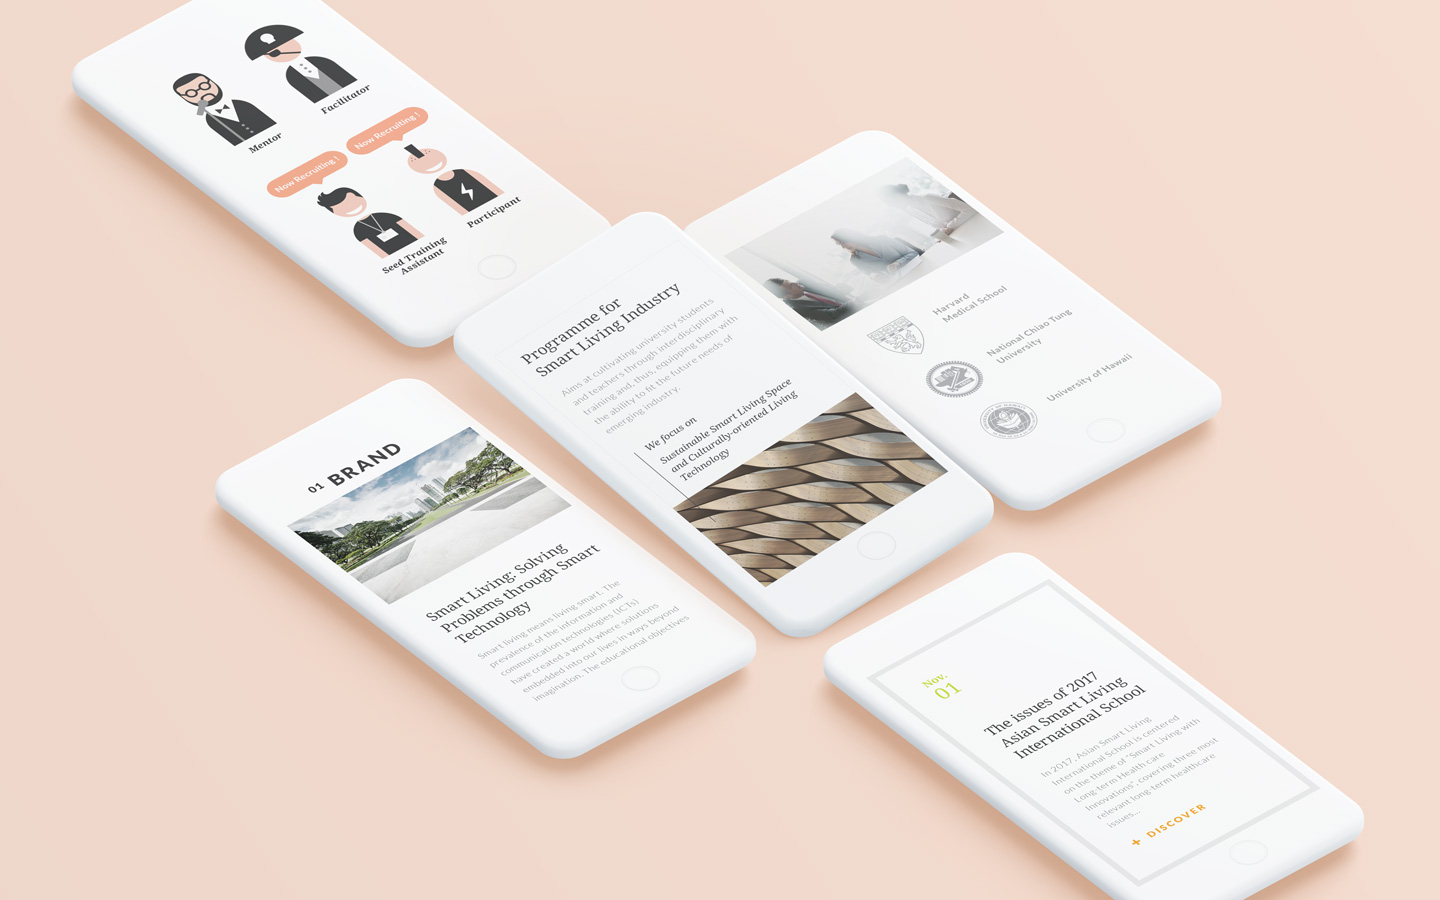 Mentor
Facilitator
Now Recruiting !
Now Recruiting !
Seed Training
Assistant
Participant
Programme for
Smart Living Industry
Aims at cultivating university students
and teachers through interdisciplinary
training and, thus, equipping them with
the ability to fit the future needs of
emerging industry.
We focus on
Sustainable Smart Living Space
and Culturally-oriented Living
Technology
Harvard
Medical School
National Chiao Tung
University
University of Hawaii
01 BRAND
Smart Living: Solving
Problems through Smart
Technology
Smart living means living smart. The
prevalence of the information and
communication technologies (ICTs)
have created a world where solutions
embedded into our lives in ways beyond
imagination. The educational objectives
Nov.
01
The issues of 2017
Asian Smart Living
International School
In 2017, Asian Smart Living
International School is centered
on the theme of "Smart Living with
Long-term Health care
Innovations", covering three most
relevant long-term healthcare
issues...
+ DISCOVER